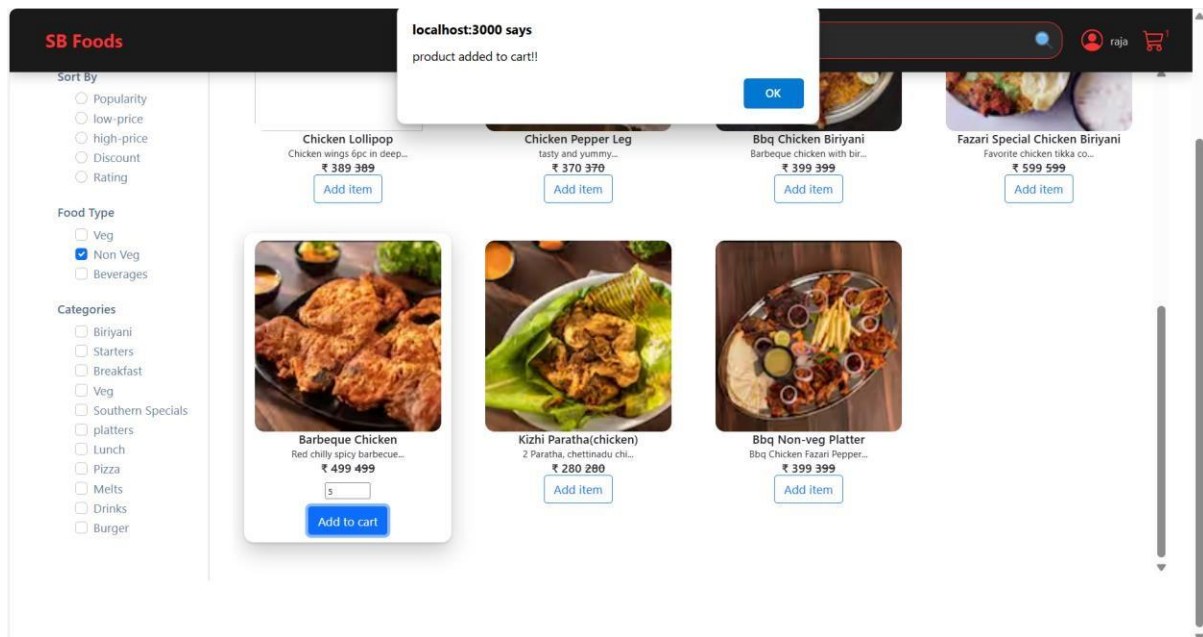 SB Foods
localhost:3000 says
product added to cart!!
OK
raja
1
Sort By
Popularity
low-price
high-price
Discount
Rating
Food Type
Veg
Non Veg
Beverages
Categories
Biriyani
Starters
Breakfast
Veg
Southern Specials
platters
Lunch
Pizza
Melts
Drinks
Burger
Chicken Lollipop
Chicken wings 6pc in deep...
₹ 389 389
Add item
Chicken Pepper Leg
tasty and yummy...
₹ 370 370
Add item
Bbq Chicken Biriyani
Barbeque chicken with bir...
₹ 399 399
Add item
Fazari Special Chicken Biriyani
Favorite chicken tikka co...
₹ 599 599
Add item
Barbeque Chicken
Red chilly spicy barbecue...
₹ 499 499
5
Add to cart
Kizhi Paratha(chicken)
2 Paratha, chettinadu chi...
₹ 280 280
Add item
Bbq Non-veg Platter
Bbq Chicken Fazari Pepper...
₹ 399 399
Add item